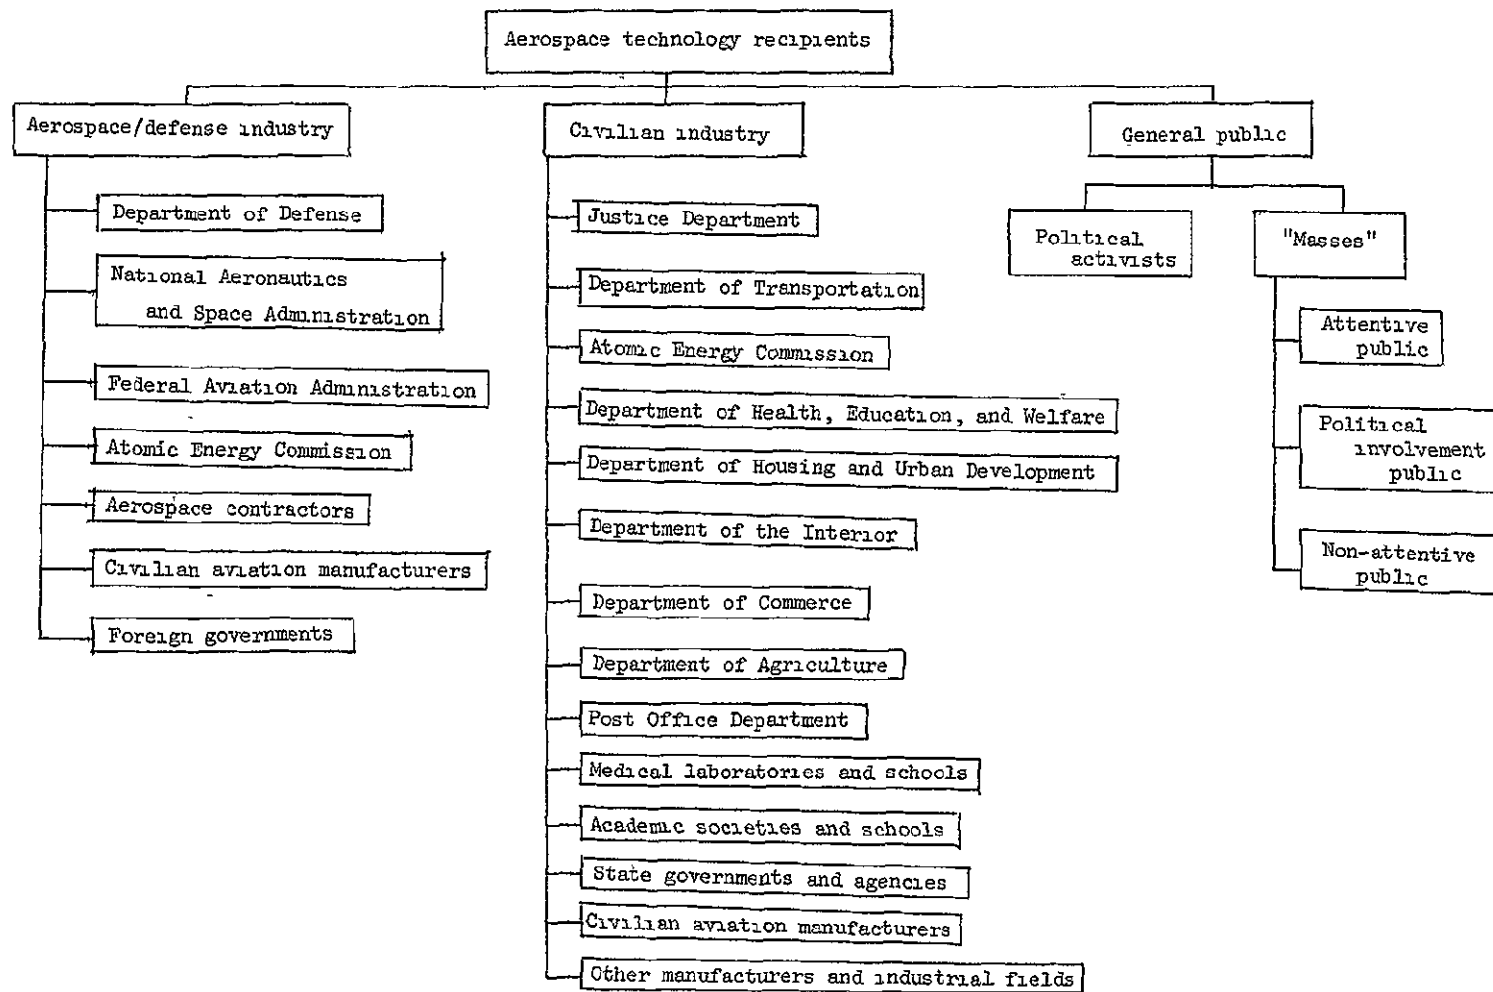 Aerospace technology recipients
Aerospace/defense industry
Department of Defense
National Aeronautics
and Space Administration
Federal Aviation Administration
Atomic Energy Commission
Aerospace contractors
Civilian aviation manufacturers
Foreign governments
Civilian industry
Justice Department
Department of Transportation
Atomic Energy Commission
Department of Health, Education, and Welfare
Department of Housing and Urban Development
Department of the Interior
Department of Commerce
Department of Agriculture
Post Office Department
Medical laboratories and schools
Academic societies and schools
State governments and agencies
Civilian aviation manufacturers
Other manufacturers and industrial fields
General public
Political
activists
"Masses"
Attentive
public
Political
involvement
public
Non-attentive
public